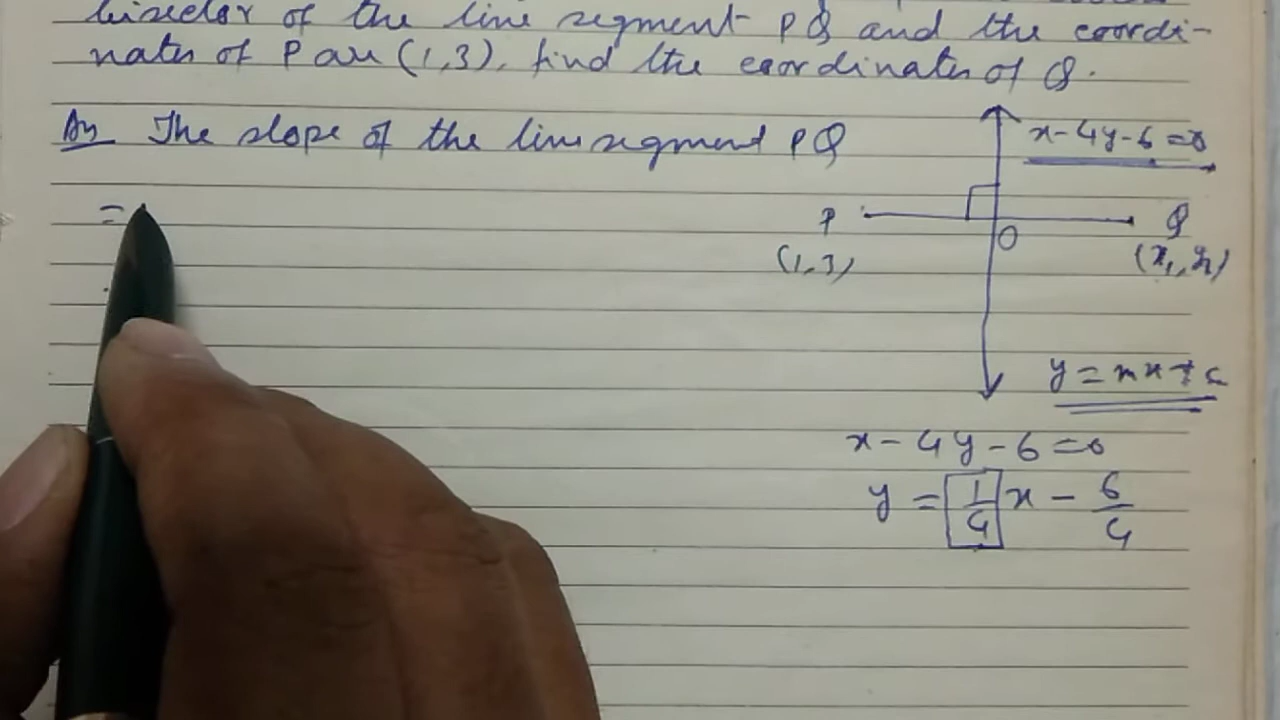 bisector of the line segment PQ and the coordi-
nates of P are (1,3), find the coordinates of Q.
Ans The slope of the line segment PQ
=
x-4y-6=0
P
Q
O
(1,3)
(x₁,y₁)
y=mx+c
x-4y-6=0
y = 1/4 x - 6/4